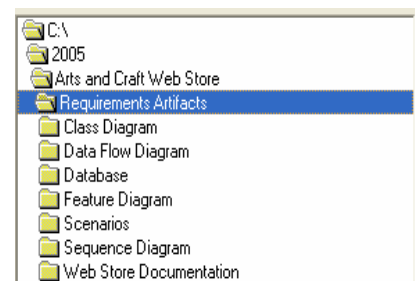 C:\
2005
Arts and Craft Web Store
Requirements Artifacts
Class Diagram
Data Flow Diagram
Database
Feature Diagram
Scenarios
Sequence Diagram
Web Store Documentation